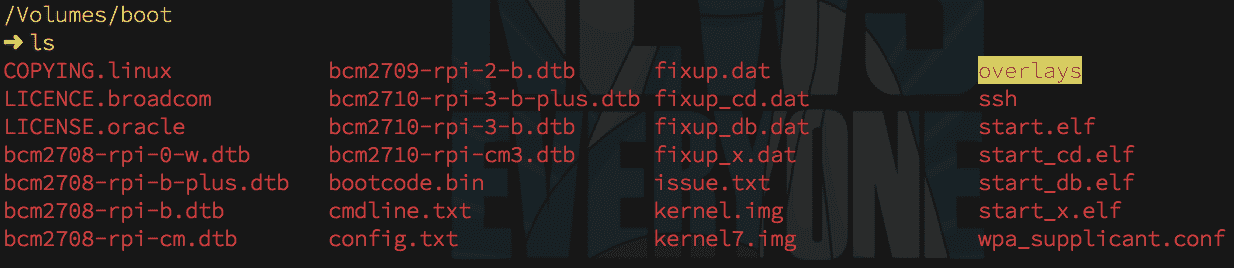 /Volumes/boot
➜ ls
COPYING.linux bcm2709-rpi-2-b.dtb fixup.dat overlays
LICENCE.broadcom bcm2710-rpi-3-b-plus.dtb fixup_cd.dat ssh
LICENSE.oracle bcm2710-rpi-3-b.dtb fixup_db.dat start.elf
bcm2708-rpi-0-w.dtb bcm2710-rpi-cm3.dtb fixup_x.dat start_cd.elf
bcm2708-rpi-b-plus.dtb bootcode.bin issue.txt start_db.elf
bcm2708-rpi-b.dtb cmdline.txt kernel.img start_x.elf
bcm2708-rpi-cm.dtb config.txt kernel7.img wpa_supplicant.conf
EVERYONE